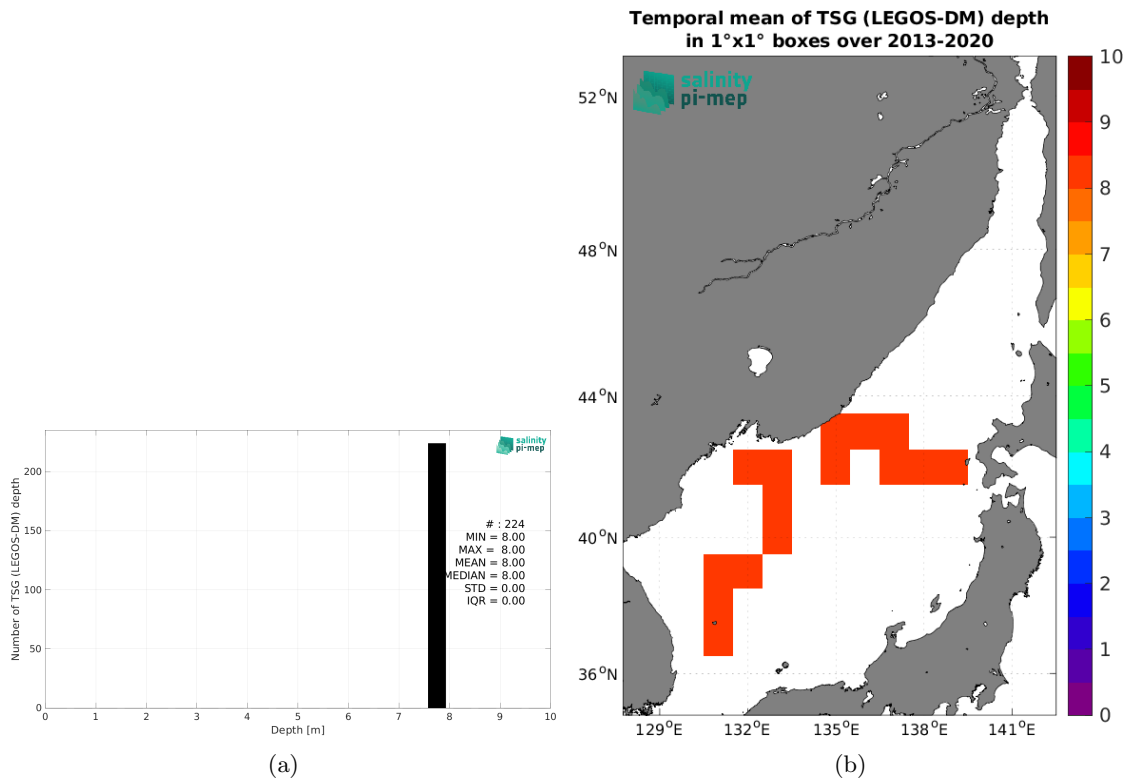 salinity
pi-mep
Number of TSG (LEGOS-DM) depth
200
150
100
50
0
# : 224
MIN = 8.00
MAX = 8.00
MEAN = 8.00
MEDIAN = 8.00
STD = 0.00
IQR = 0.00
0 1 2 3 4 5 6 7 8 9 10
Depth [m]
(a)
Temporal mean of TSG (LEGOS-DM) depth
in 1°x1° boxes over 2013-2020
salinity
pi-mep
52°N
48°N
44°N
40°N
36°N
129°E 132°E 135°E 138°E 141°E
10
9
8
7
6
5
4
3
2
1
0
(b)